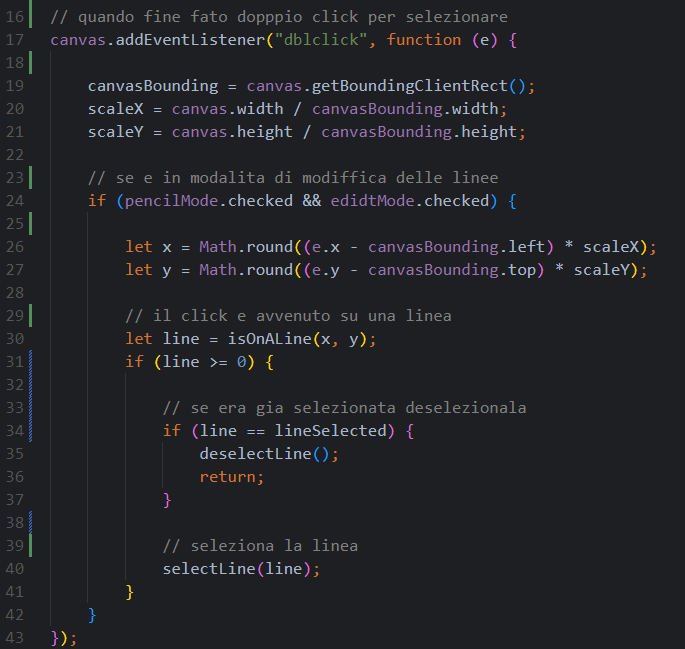 16 // quando fine fato dopppio click per selezionare
17 canvas.addEventListener("dblclick", function (e) {
18
19 canvasBounding = canvas.getBoundingClientRect();
20 scaleX = canvas.width / canvasBounding.width;
21 scaleY = canvas.height / canvasBounding.height;
22
23 // se e in modalita di modiffica delle linee
24 if (pencilMode.checked && edidtMode.checked) {
25
26 let x = Math.round((e.x - canvasBounding.left) * scaleX);
27 let y = Math.round((e.y - canvasBounding.top) * scaleY);
28
29 // il click e avvenuto su una linea
30 let line = isOnALine(x, y);
31 if (line >= 0) {
32
33 // se era gia selezionata deselezionala
34 if (line == lineSelected) {
35 deselectLine();
36 return;
37 }
38
39 // seleziona la linea
40 selectLine(line);
41 }
42 }
43 });